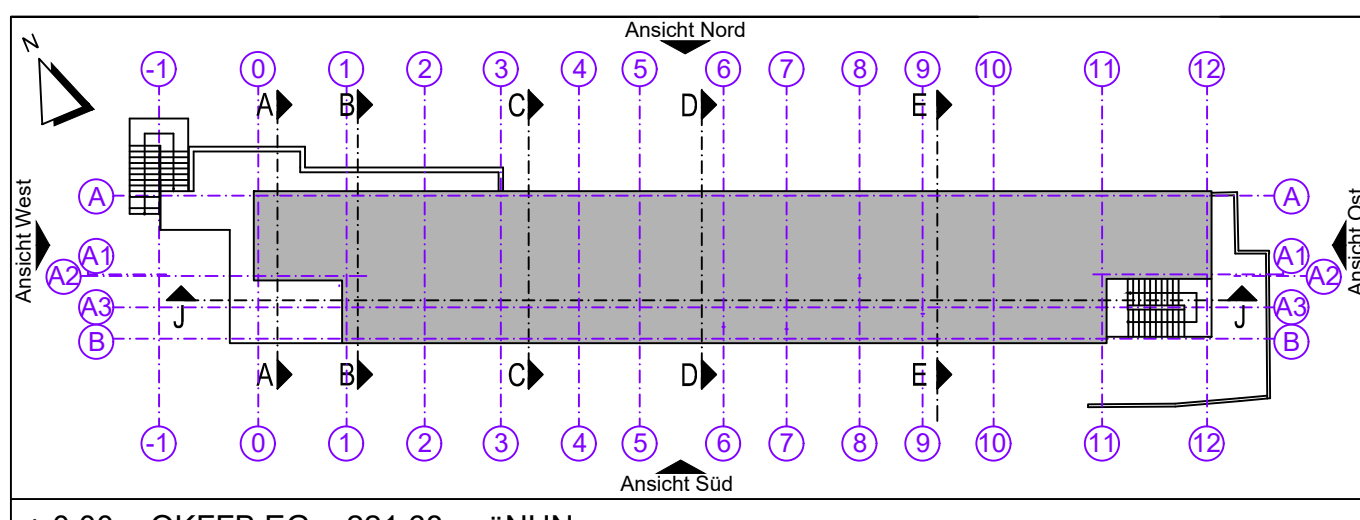 Ansicht Nord
N
-1 0 1 2 3 4 5 6 7 8 9 10 11 12
A B C D E
A A
Ansicht West
Ansicht Ost
A1 A1
A2 A2
A3 A3
J J
B B
A B C D E
-1 0 1 2 3 4 5 6 7 8 9 10 11 12
Ansicht Süd